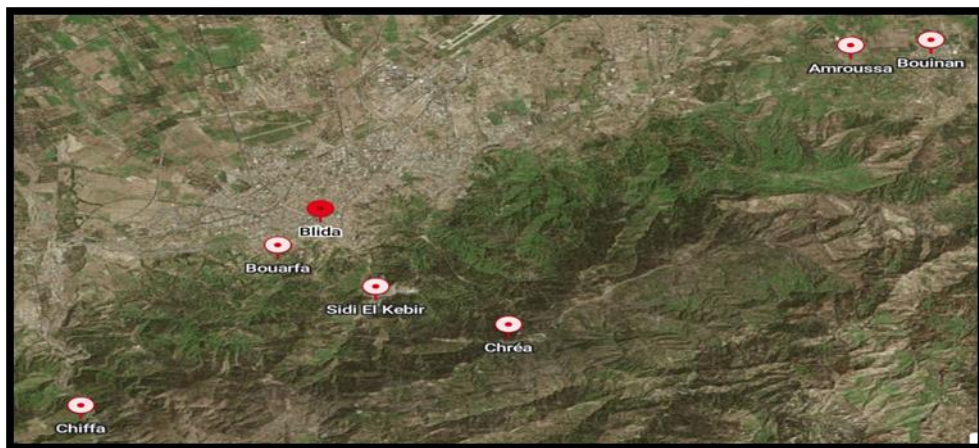 Amroussa
Bouinan
Blida
Bouarfa
Sidi El Kebir
Chréa
Chiffa